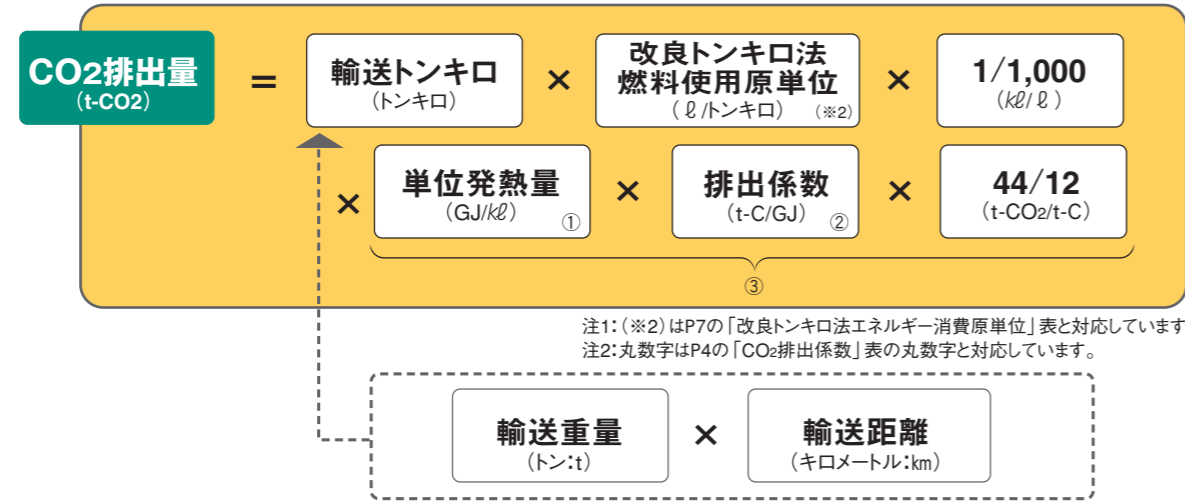 CO2排出量
(t-CO2)
=
輸送トンキロ
(トンキロ)
×
改良トンキロ法
燃料使用原単位
(ℓ/トンキロ) (※2)
×
1/1,000
(kℓ/ℓ)
×
単位発熱量
(GJ/kℓ) ①
×
排出係数
(t-C/GJ) ②
×
44/12
(t-CO2/t-C)
③
注1:(※2)はP7の「改良トンキロ法エネルギー消費原単位」表と対応しています
注2:丸数字はP4の「CO2排出係数」表の丸数字と対応しています。
輸送重量
(トン:t)
×
輸送距離
(キロメートル:km)